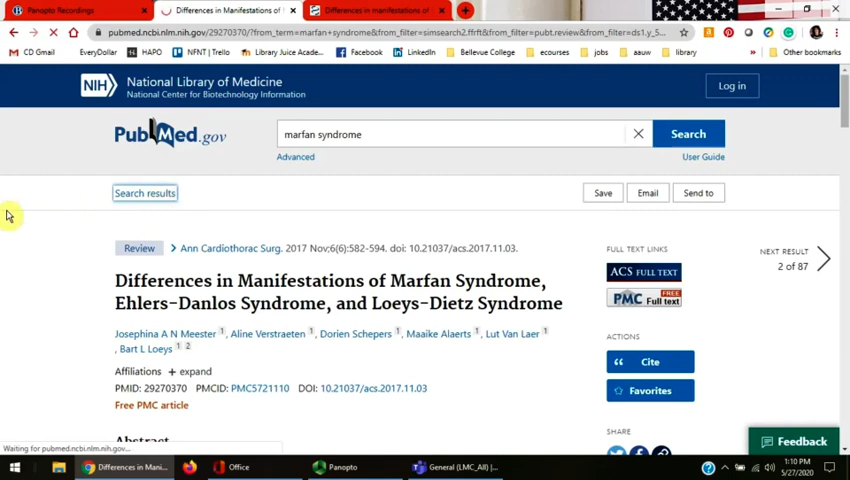 Panopto Recordings
Differences in Manifestations of
Differences in manifestations of
pubmed.ncbi.nlm.nih.gov/29270370/?from_term=marfan+syndrome&from_filter=simsearch2.ffrft&from_filter=pubt.review&from_filter=ds1.y_5...
CD Gmail EveryDollar HAPO NFNT | Trello Library Juice Academ... Facebook LinkedIn Bellevue College ecourses jobs aauw library » Other bookmarks
NIH National Library of Medicine
National Center for Biotechnology Information
Log in
PubMed.gov
marfan syndrome
Search
Advanced
User Guide
Search results
Save Email Send to
Review Ann Cardiothorac Surg. 2017 Nov;6(6):582-594. doi: 10.21037/acs.2017.11.03.
Differences in Manifestations of Marfan Syndrome,
Ehlers-Danlos Syndrome, and Loeys-Dietz Syndrome
Josephina A N Meester 1, Aline Verstraeten 1, Dorien Schepers 1, Maaike Alaerts 1, Lut Van Laer 1
, Bart L Loeys 1 2
Affiliations + expand
PMID: 29270370 PMCID: PMC5721110 DOI: 10.21037/acs.2017.11.03
Free PMC article
Abstract
FULL TEXT LINKS
ACS FULL TEXT
PMC FREE Full text
ACTIONS
Cite
Favorites
SHARE
NEXT RESULT
2 of 87
Feedback
Waiting for pubmed.ncbi.nlm.nih.gov...
Differences in Mani... Office Panopto General (LMC_All) |...
1:10 PM
5/27/2020